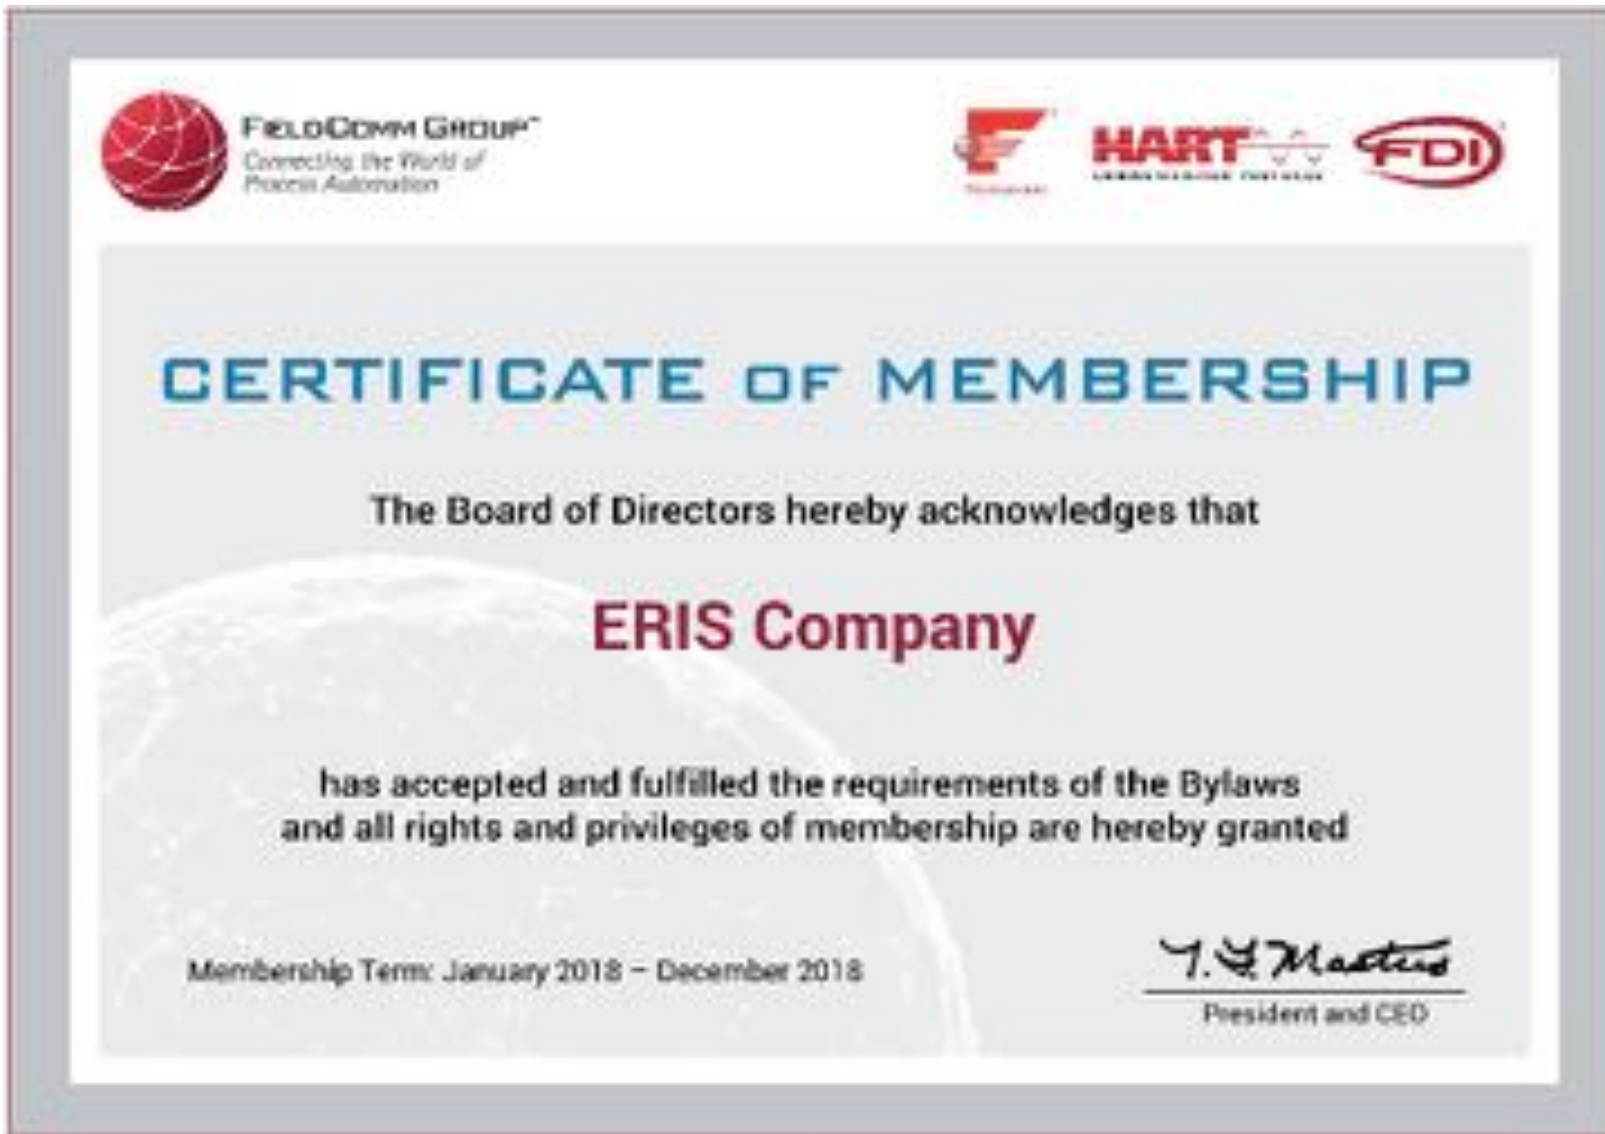 FIELDCOMM GROUP™
Connecting the World of
Process Automation
HART
FDI
CERTIFICATE OF MEMBERSHIP
The Board of Directors hereby acknowledges that
ERIS Company
has accepted and fulfilled the requirements of the Bylaws
and all rights and privileges of membership are hereby granted
Membership Term: January 2018 – December 2018
President and CEO